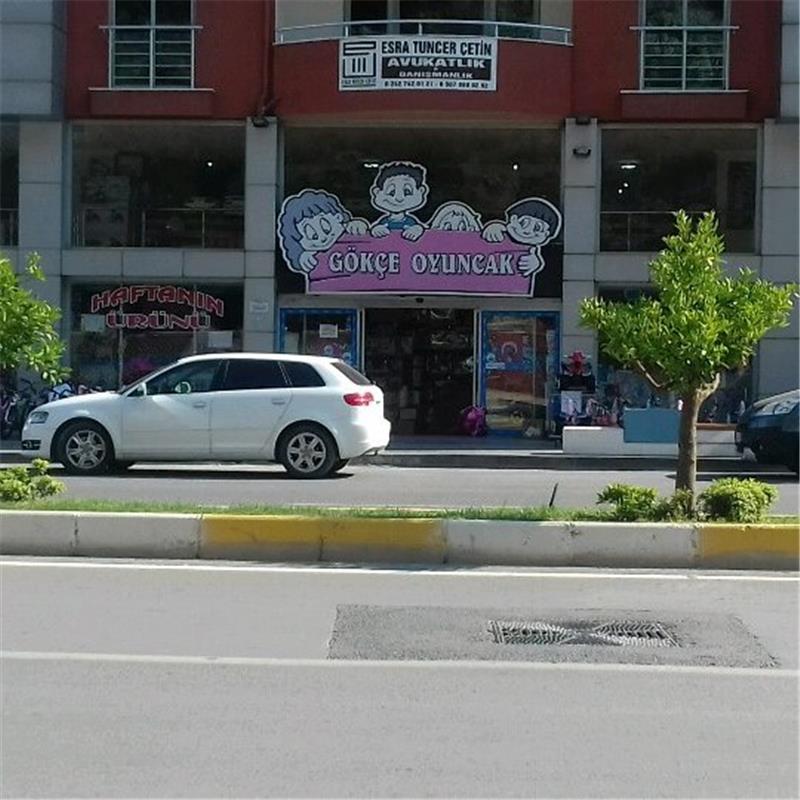 ESRA TUNCER ÇETİN
AVUKATLIK
DANIŞMANLIK
GÖKÇE OYUNCAK
HAFTANIN
ÜRÜNÜ